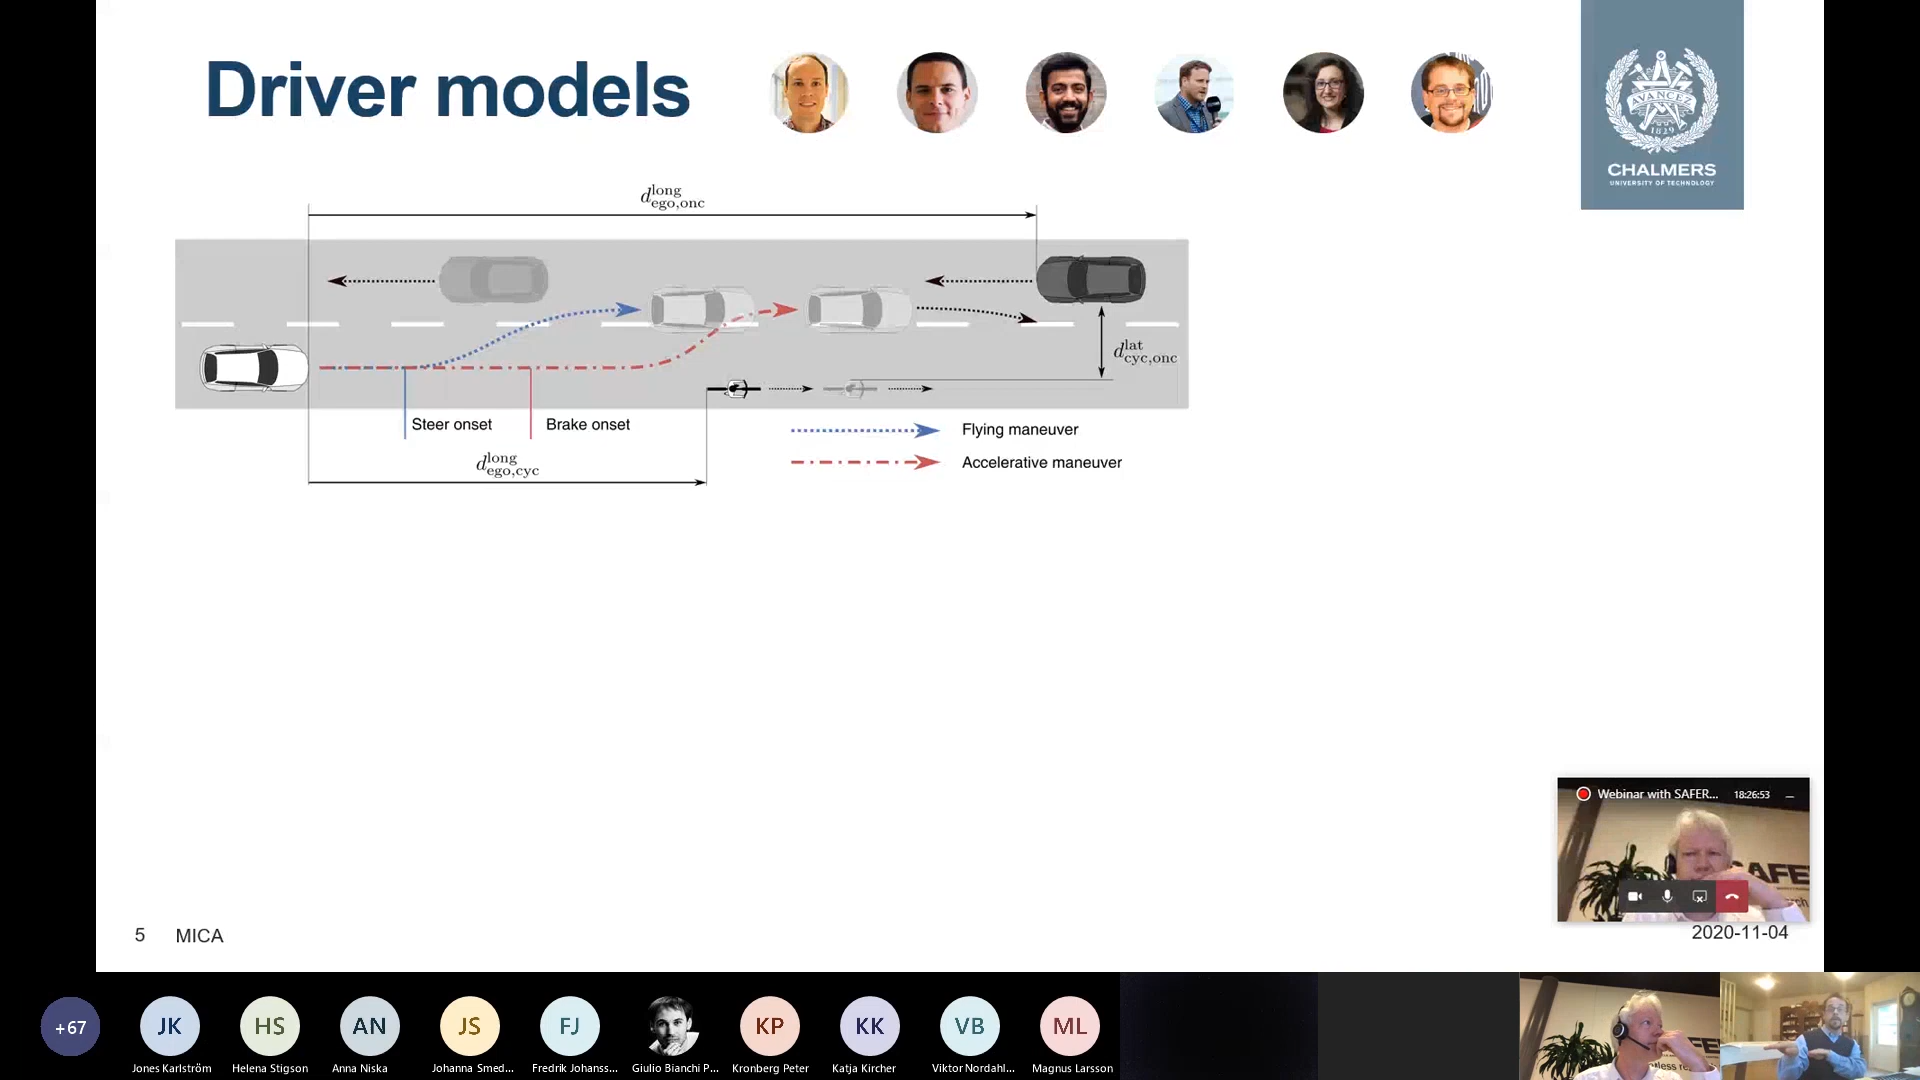 Driver models
AVANCEZ
1829
CHALMERS
UNIVERSITY OF TECHNOLOGY
d^long_ego,onc
d^lat_cyc,onc
Steer onset
Brake onset
d^long_ego,cyc
Flying maneuver
Accelerative maneuver
Webinar with SAFER... 18:26:53
5 MICA
2020-11-04
+67
JK
HS
AN
JS
FJ
KP
KK
VB
ML
Jones Karlström
Helena Stigson
Anna Niska
Johanna Smed...
Fredrik Johanss...
Giulio Bianchi P...
Kronberg Peter
Katja Kircher
Viktor Nordahl...
Magnus Larsson